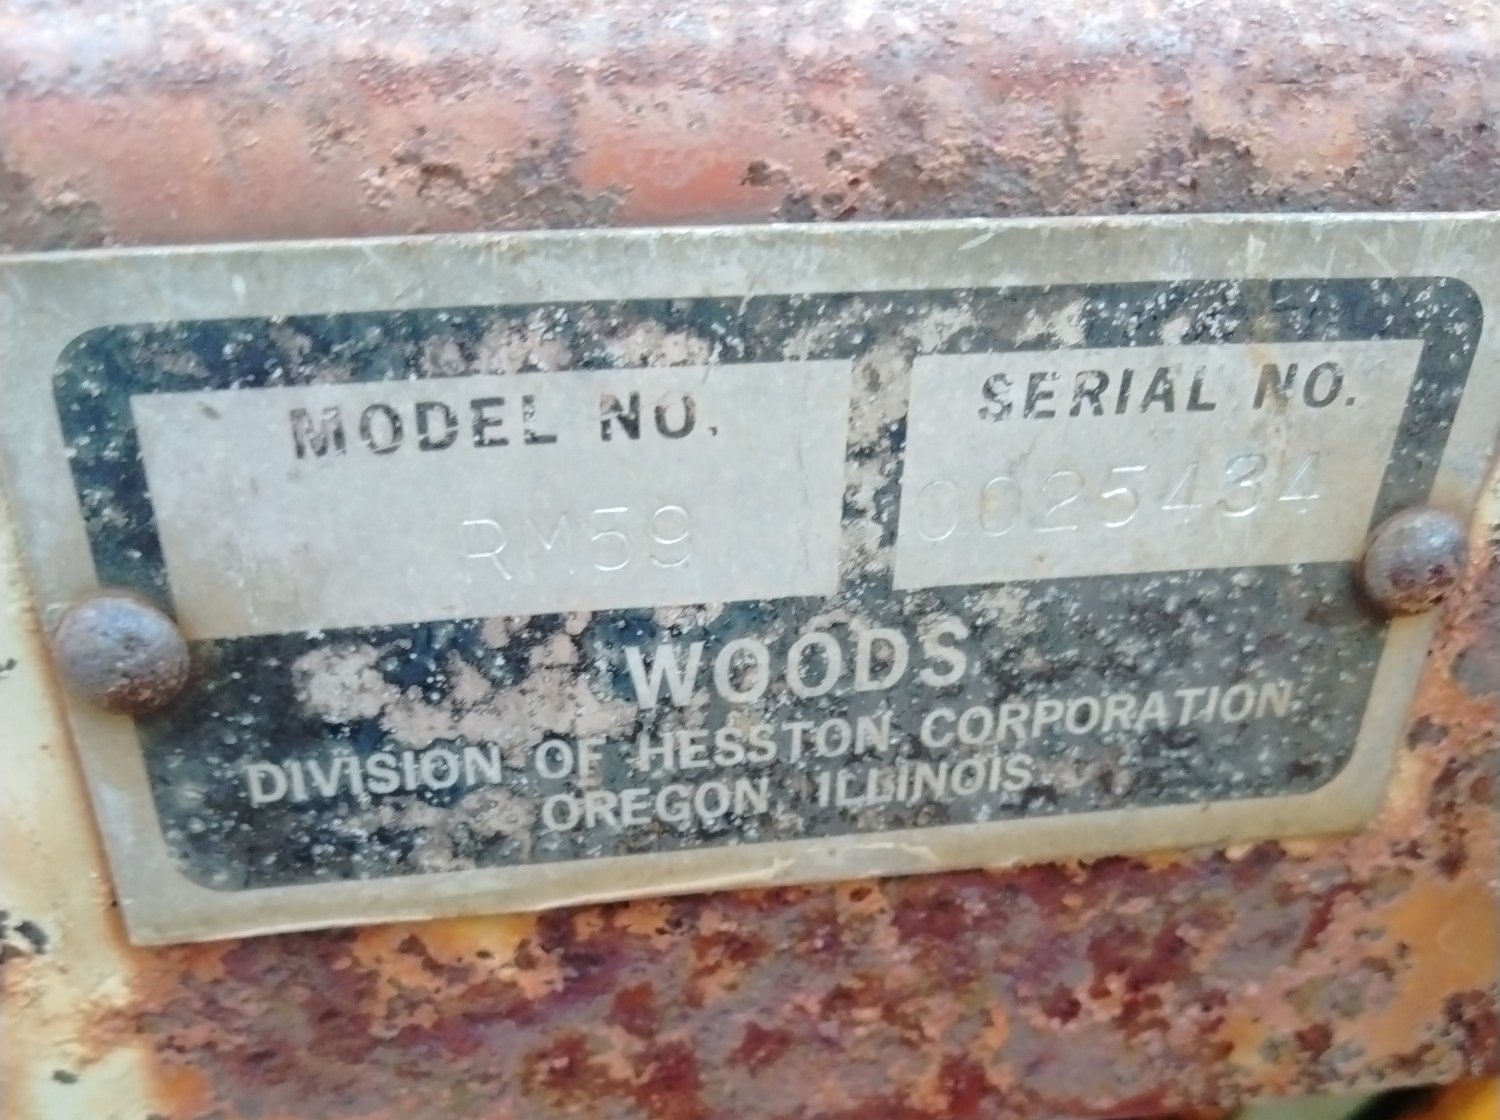 MODEL NO. SERIAL NO.
RM59 0025434
WOODS
DIVISION OF HESSTON CORPORATION
OREGON, ILLINOIS